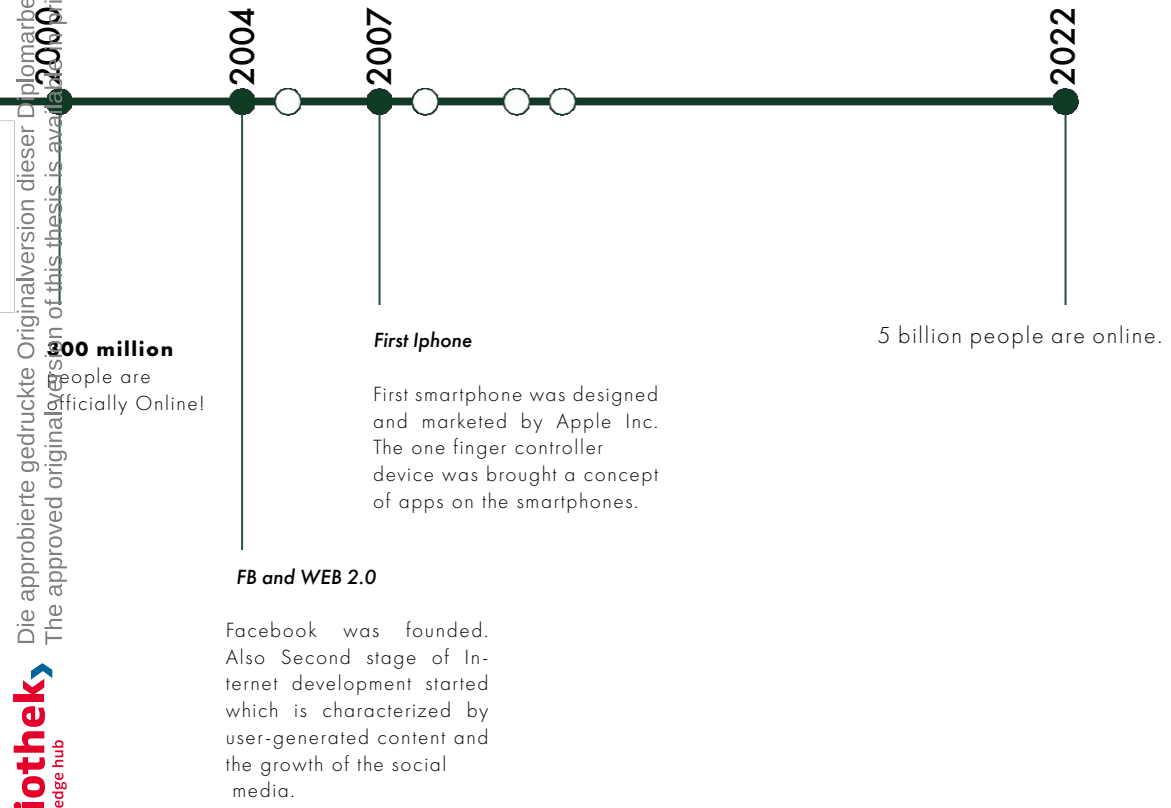 2000
2004
2007
2022
300 million
people are
officially Online!
First Iphone
First smartphone was designed
and marketed by Apple Inc.
The one finger controller
device was brought a concept
of apps on the smartphones.
5 billion people are online.
FB and WEB 2.0
Facebook was founded.
Also Second stage of In-
ternet development started
which is characterized by
user-generated content and
the growth of the social
media.
Die approbierte gedruckte Originalversion dieser
The approved original version of this thesis is available in
iothek
edge hub